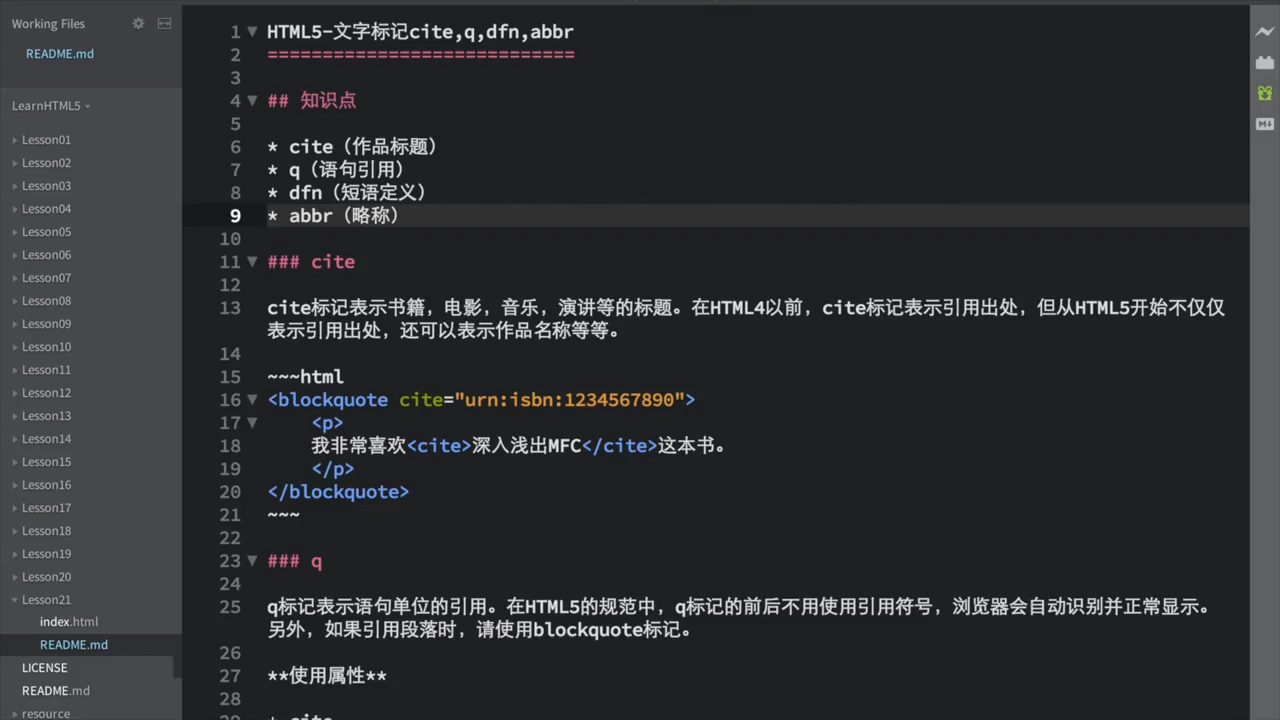 Working Files
README.md
LearnHTML5
Lesson01
Lesson02
Lesson03
Lesson04
Lesson05
Lesson06
Lesson07
Lesson08
Lesson09
Lesson10
Lesson11
Lesson12
Lesson13
Lesson14
Lesson15
Lesson16
Lesson17
Lesson18
Lesson19
Lesson20
Lesson21
index.html
README.md
LICENSE
README.md
resource
1 HTML5-文字标记cite,q,dfn,abbr
2 ============================
3
4 ## 知识点
5
6 * cite（作品标题）
7 * q（语句引用）
8 * dfn（短语定义）
9 * abbr（略称）
10
11 ### cite
12
13 cite标记表示书籍，电影，音乐，演讲等的标题。在HTML4以前，cite标记表示引用出处，但从HTML5开始不仅仅
表示引用出处，还可以表示作品名称等等。
14
15 ~~~html
16 <blockquote cite="urn:isbn:1234567890">
17 <p>
18 我非常喜欢<cite>深入浅出MFC</cite>这本书。
19 </p>
20 </blockquote>
21 ~~~
22
23 ### q
24
25 q标记表示语句单位的引用。在HTML5的规范中，q标记的前后不用使用引用符号，浏览器会自动识别并正常显示。
另外，如果引用段落时，请使用blockquote标记。
26
27 **使用属性**
28
29 * cite
M↓